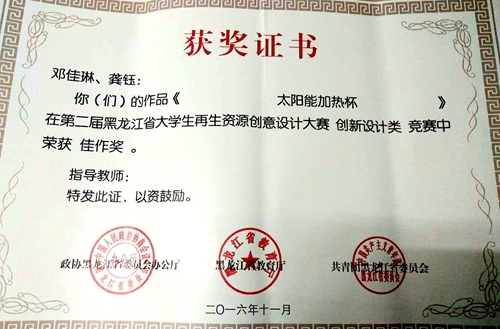 获奖证书
邓佳琳、龚钰：
你（们）的作品《 太阳能加热杯 》
在第二届黑龙江省大学生再生资源创意设计大赛 创新设计类 竞赛中
荣获 佳作奖 。
指导教师：
特发此证，以资鼓励。
政协黑龙江省委员会办公厅 黑龙江省教育厅 共青团黑龙江省委员会
二〇一六年十一月